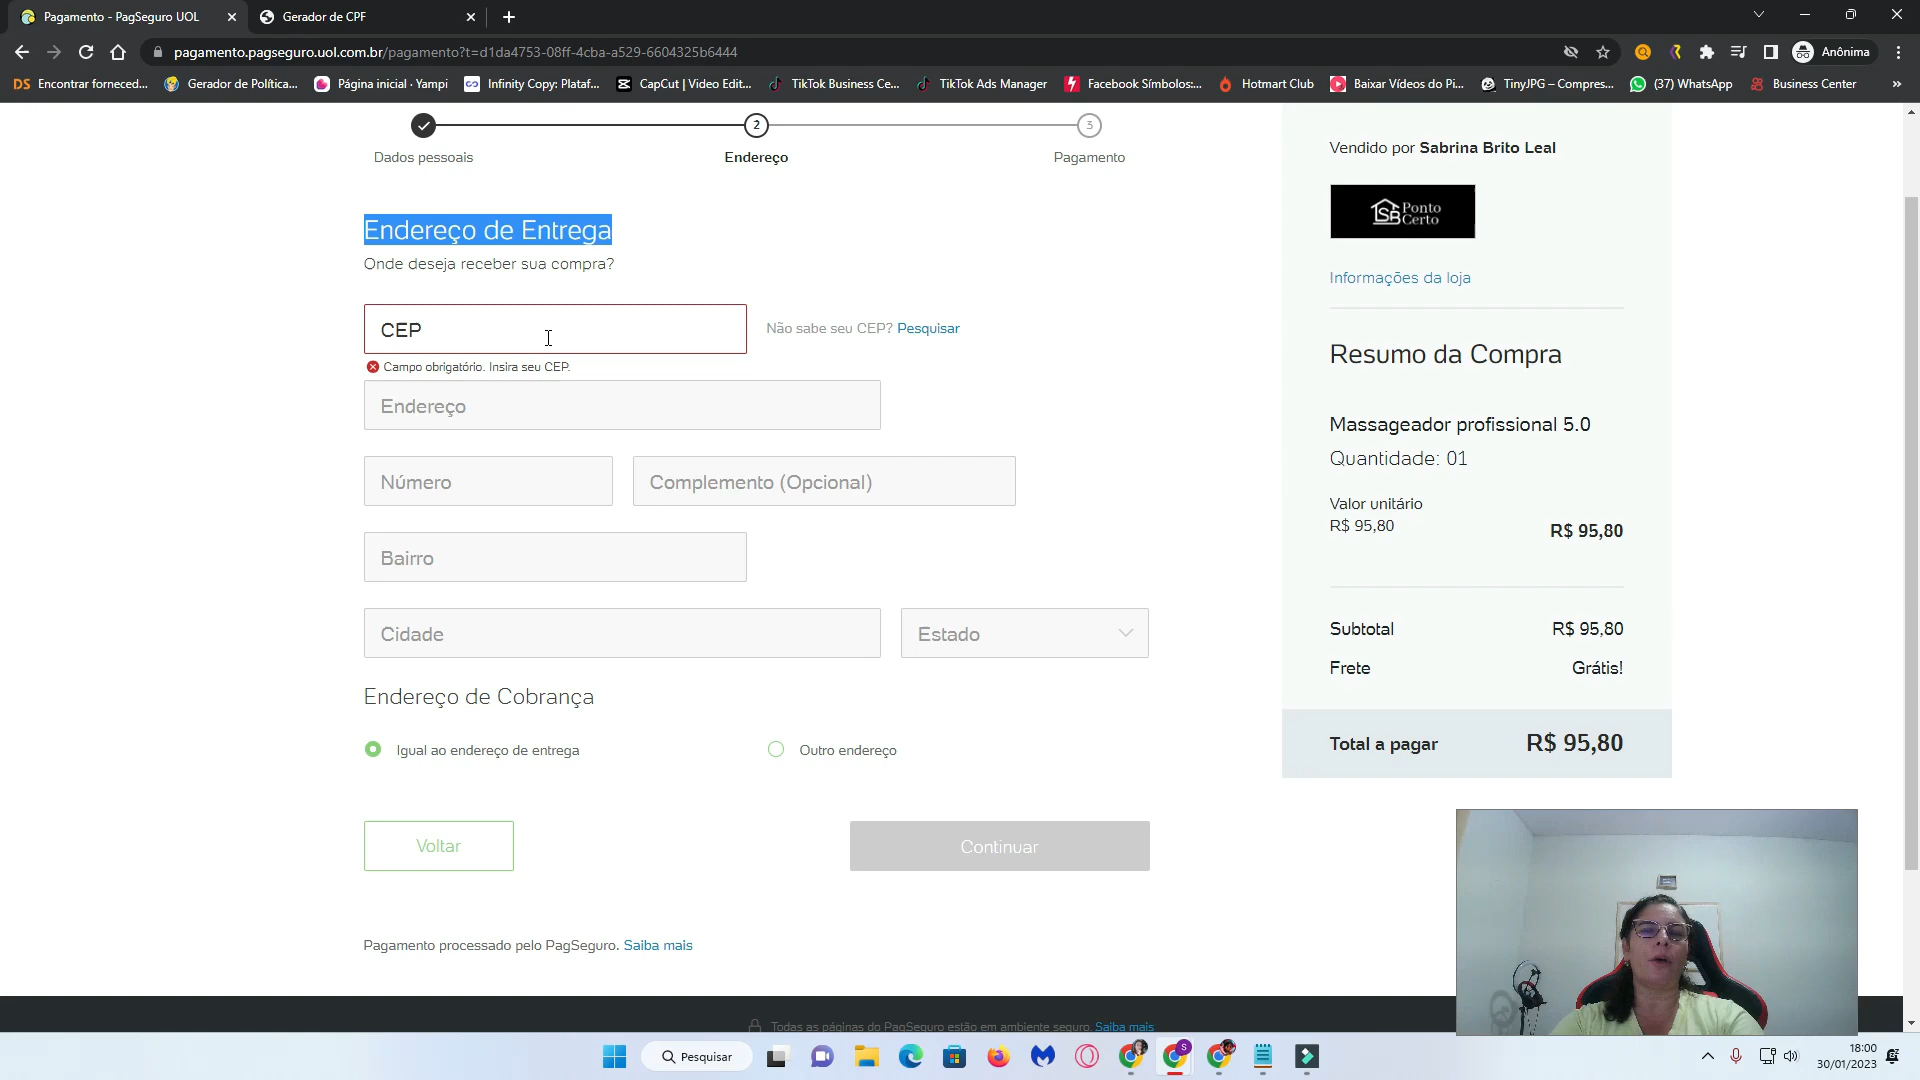 Pagamento - PagSeguro UOL
Gerador de CPF
pagamento.pagseguro.uol.com.br/pagamento?t=d1da4753-08ff-4cba-a529-6604325b6444
Anônima
DS Encontrar forneced...
Gerador de Política...
Página inicial · Yampi
Infinity Copy: Plataf...
CapCut | Video Edit...
TikTok Business Ce...
TikTok Ads Manager
Facebook Símbolos:...
Hotmart Club
Baixar Vídeos do Pi...
TinyJPG – Compres...
(37) WhatsApp
Business Center
2
3
Dados pessoais
Endereço
Pagamento
Endereço de Entrega
Onde deseja receber sua compra?
CEP
Não sabe seu CEP? Pesquisar
Campo obrigatório. Insira seu CEP.
Endereço
Número
Complemento (Opcional)
Bairro
Cidade
Estado
Endereço de Cobrança
Igual ao endereço de entrega
Outro endereço
Voltar
Continuar
Pagamento processado pelo PagSeguro. Saiba mais
Vendido por Sabrina Brito Leal
SB Ponto Certo
Informações da loja
Resumo da Compra
Massageador profissional 5.0
Quantidade: 01
Valor unitário
R$ 95,80
R$ 95,80
Subtotal
R$ 95,80
Frete
Grátis!
Total a pagar
R$ 95,80
Todas as páginas do PagSeguro estão em ambiente seguro. Saiba mais
Pesquisar
S
18:00
30/01/2023